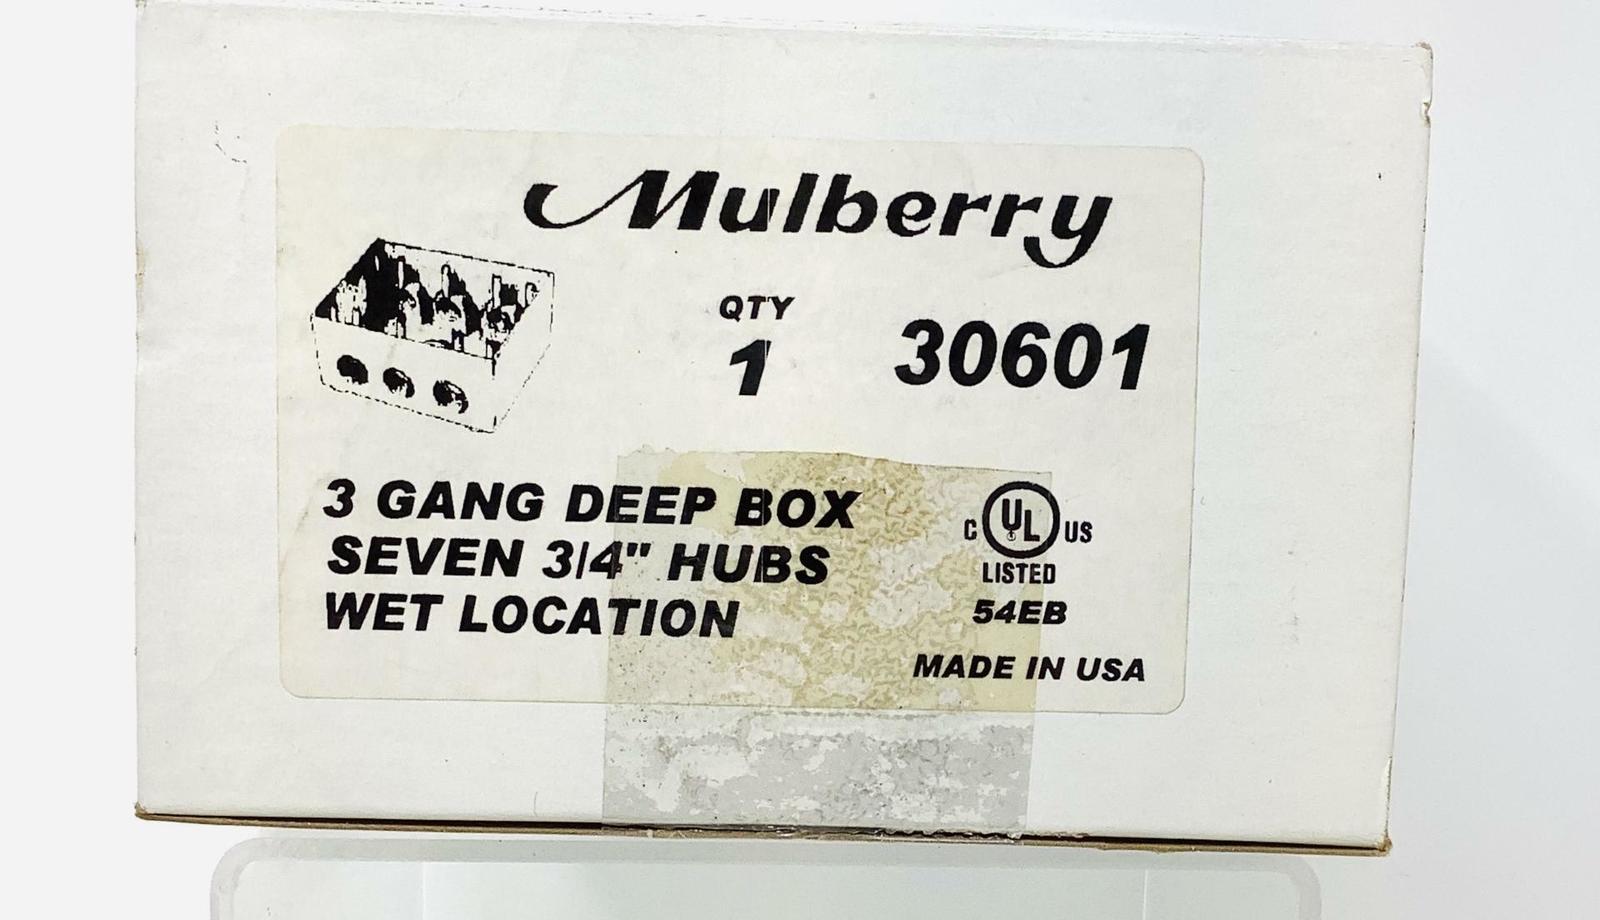 Mulberry
QTY
1
30601
3 GANG DEEP BOX
SEVEN 3/4" HUBS
WET LOCATION
C UL US
LISTED
54EB
MADE IN USA